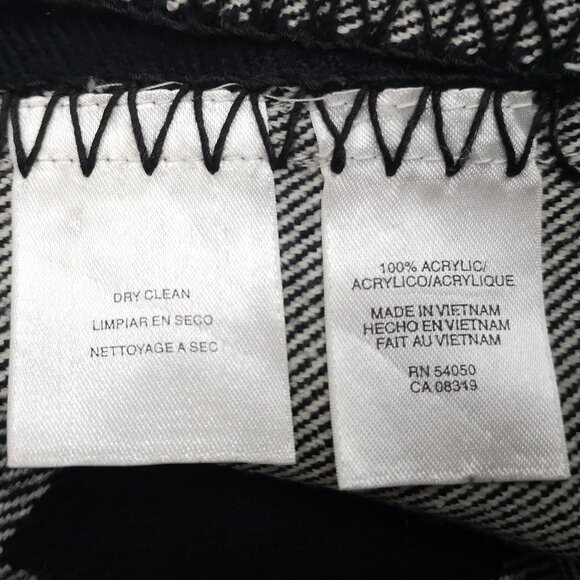 DRY CLEAN
LIMPIAR EN SECO
NETTOYAGE A SEC
100% ACRYLIC/
ACRYLICO/ACRYLIQUE
MADE IN VIETNAM
HECHO EN VIETNAM
FAIT AU VIETNAM
RN 54050
CA 08319